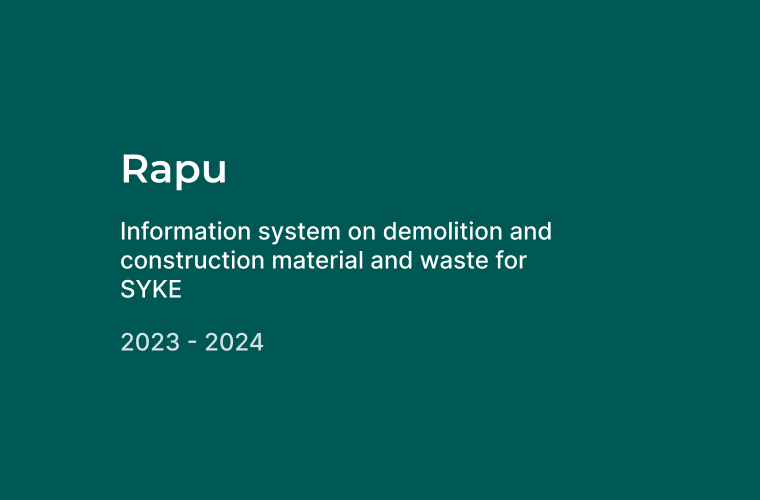 Rapu
Information system on demolition and
construction material and waste for
SYKE
2023 - 2024